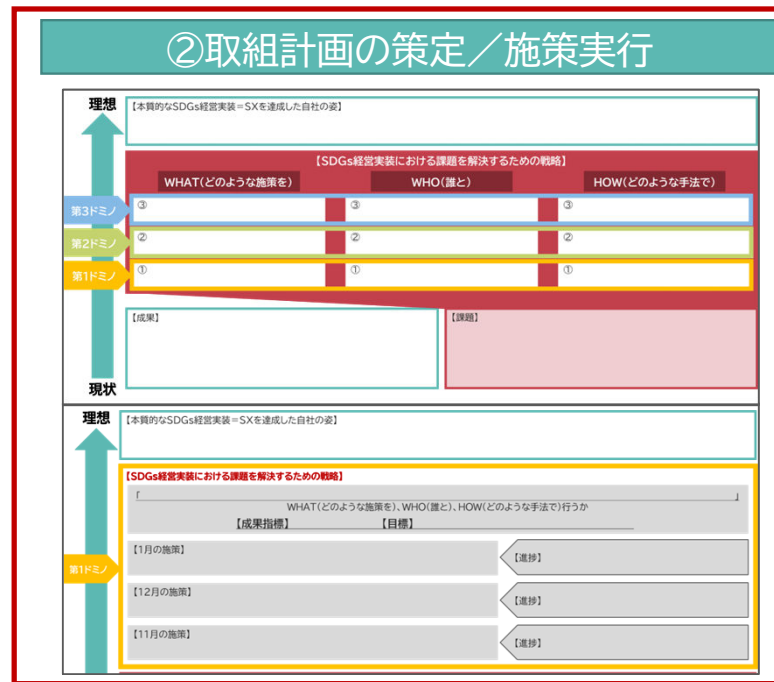 ②取組計画の策定／施策実行
理想
【本質的なSDGs経営実装＝SXを達成した自社の姿】
【SDGs経営実装における課題を解決するための戦略】
WHAT(どのような施策を)
WHO(誰と)
HOW(どのような手法で)
第3ドミノ
③
③
③
第2ドミノ
②
②
②
第1ドミノ
①
①
①
【成果】
【課題】
現状
理想
【本質的なSDGs経営実装＝SXを達成した自社の姿】
【SDGs経営実装における課題を解決するための戦略】
「　　　」
WHAT(どのような施策を)、WHO(誰と)、HOW(どのような手法で)行うか
【成果指標】　【目標】
第1ドミノ
【1月の施策】
【進捗】
【12月の施策】
【進捗】
【11月の施策】
【進捗】